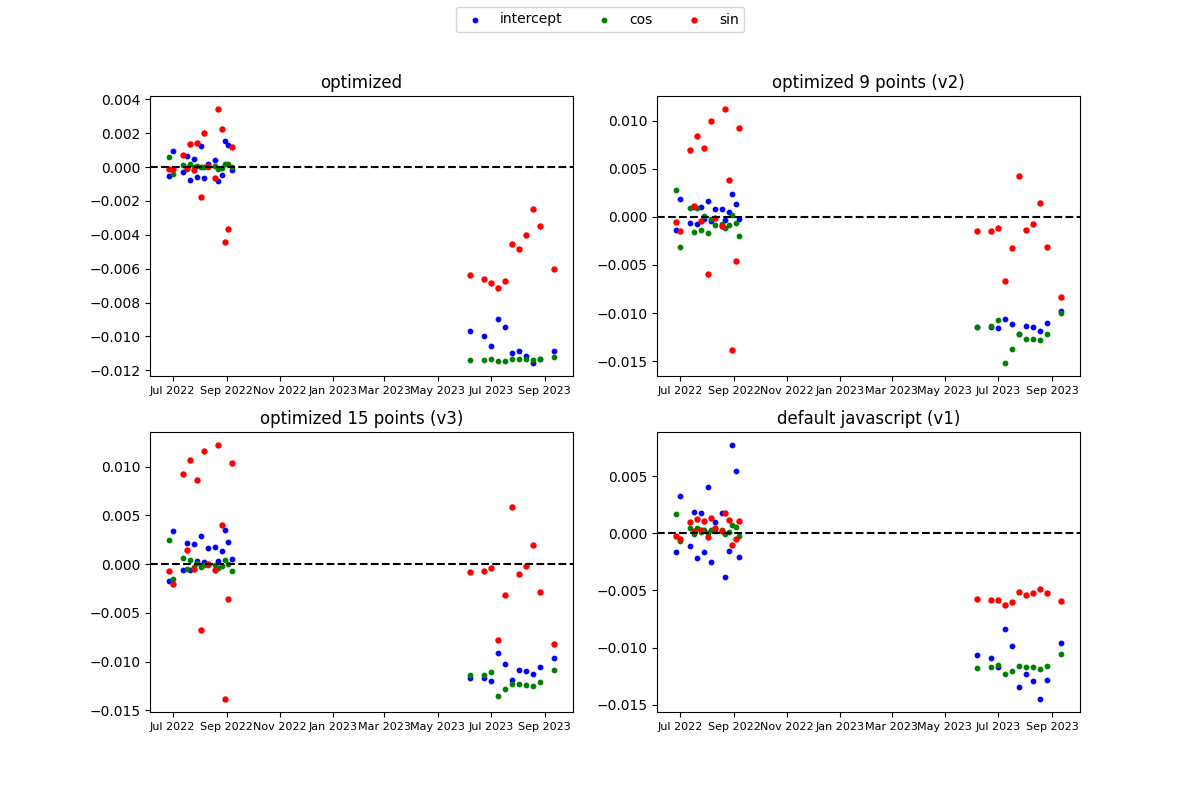 intercept cos sin
optimized
0.004
0.002
0.000
−0.002
−0.004
−0.006
−0.008
−0.010
−0.012
Jul 2022 Sep 2022 Nov 2022 Jan 2023 Mar 2023 May 2023 Jul 2023 Sep 2023
optimized 9 points (v2)
0.010
0.005
0.000
−0.005
−0.010
−0.015
Jul 2022 Sep 2022 Nov 2022 Jan 2023 Mar 2023 May 2023 Jul 2023 Sep 2023
optimized 15 points (v3)
0.010
0.005
0.000
−0.005
−0.010
−0.015
Jul 2022 Sep 2022 Nov 2022 Jan 2023 Mar 2023 May 2023 Jul 2023 Sep 2023
default javascript (v1)
0.005
0.000
−0.005
−0.010
−0.015
Jul 2022 Sep 2022 Nov 2022 Jan 2023 Mar 2023 May 2023 Jul 2023 Sep 2023